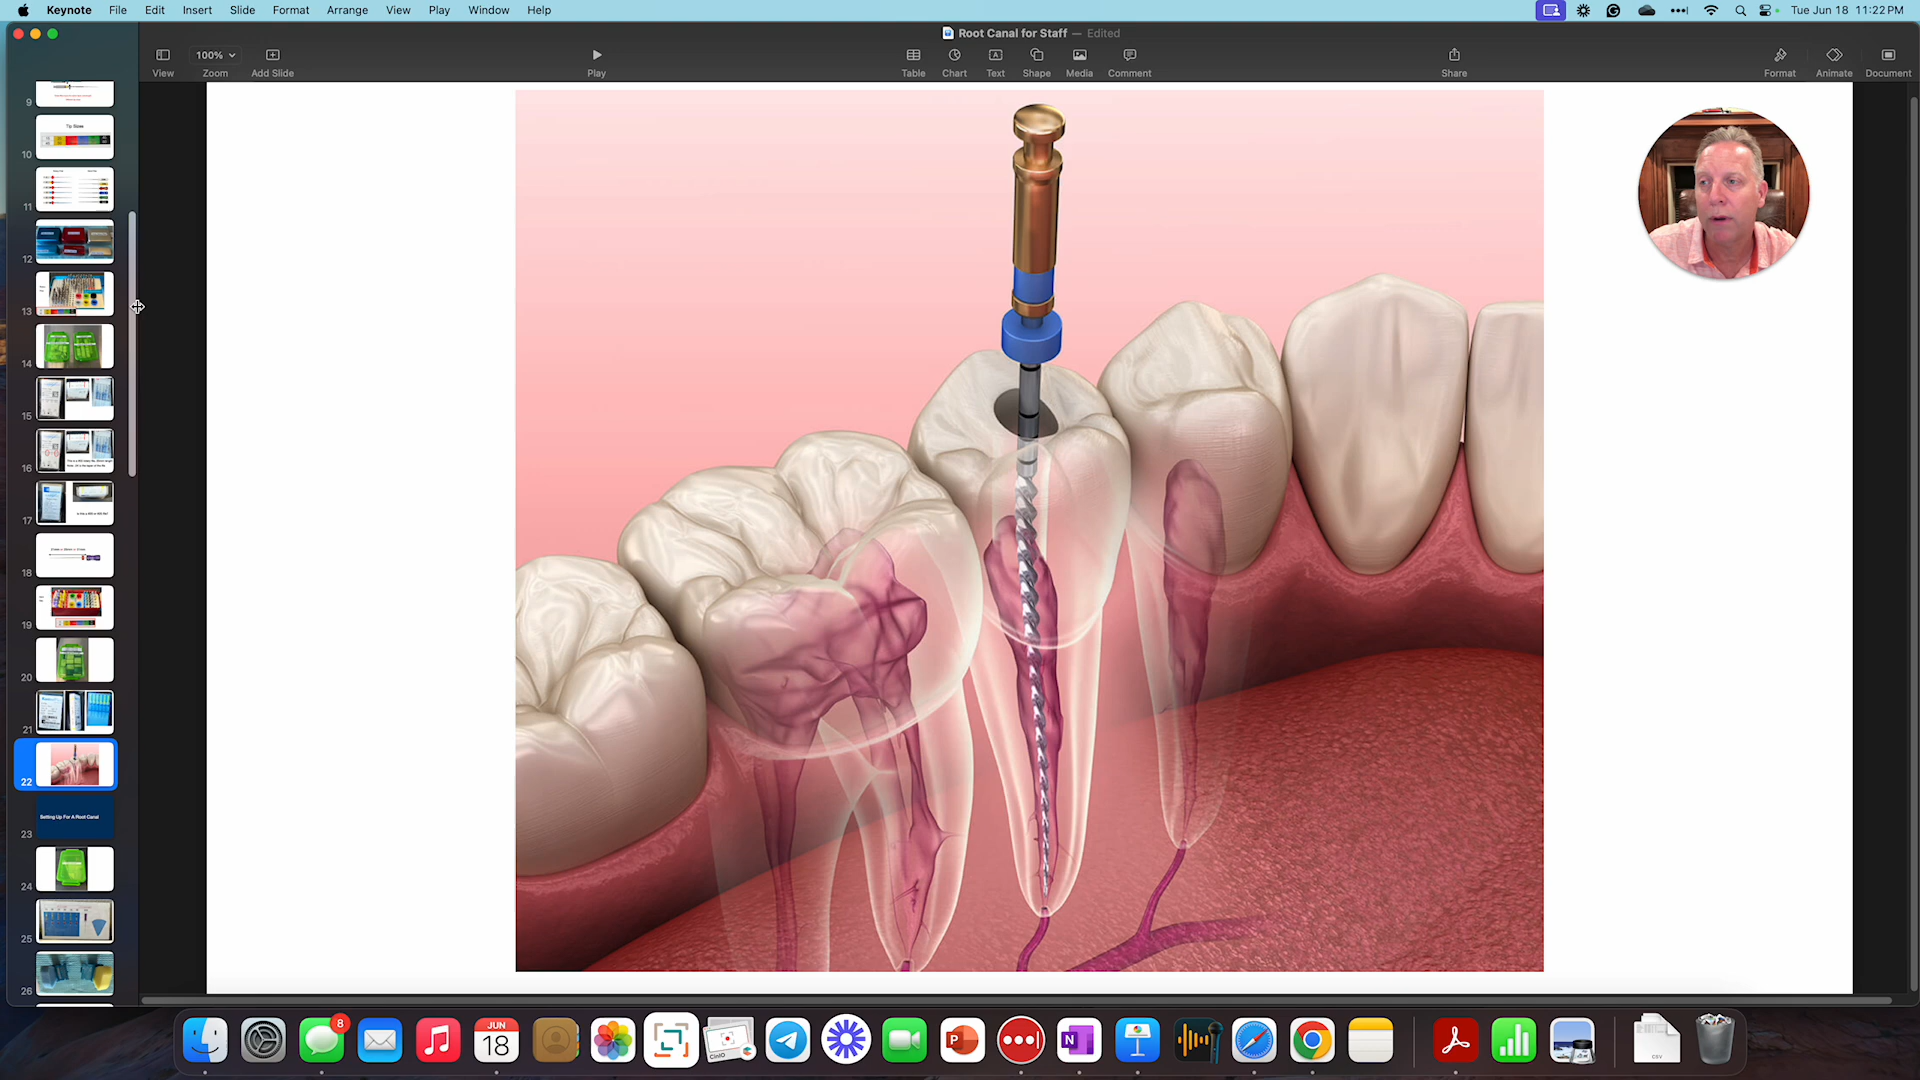 Keynote File Edit Insert Slide Format Arrange View Play Window Help
Tue Jun 18 11:22 PM
Root Canal for Staff — Edited
100%
View Zoom Add Slide Play Table Chart Text Shape Media Comment Share Format Animate Document
9
Tip Sizes
10
11
12
13
14
15
16
17
18
19
20
21
22
Setting Up For A Root Canal
23
24
25
26
8
JUN
18
CSV